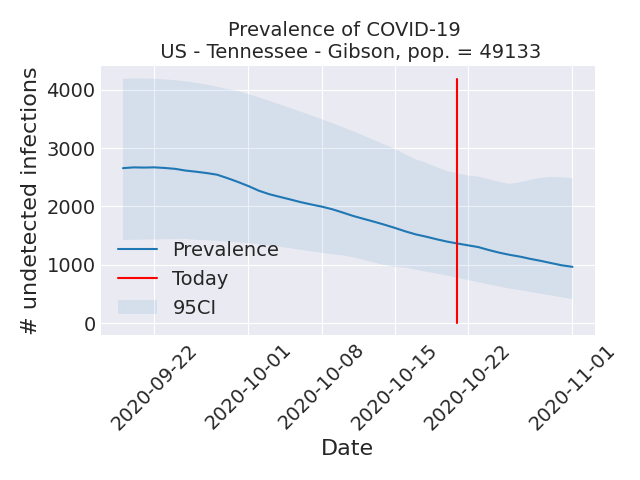 Prevalence of COVID-19
US - Tennessee - Gibson, pop. = 49133
# undetected infections
4000
3000
2000
1000
0
Prevalence
Today
95CI
2020-09-22
2020-10-01
2020-10-08
2020-10-15
2020-10-22
2020-11-01
Date